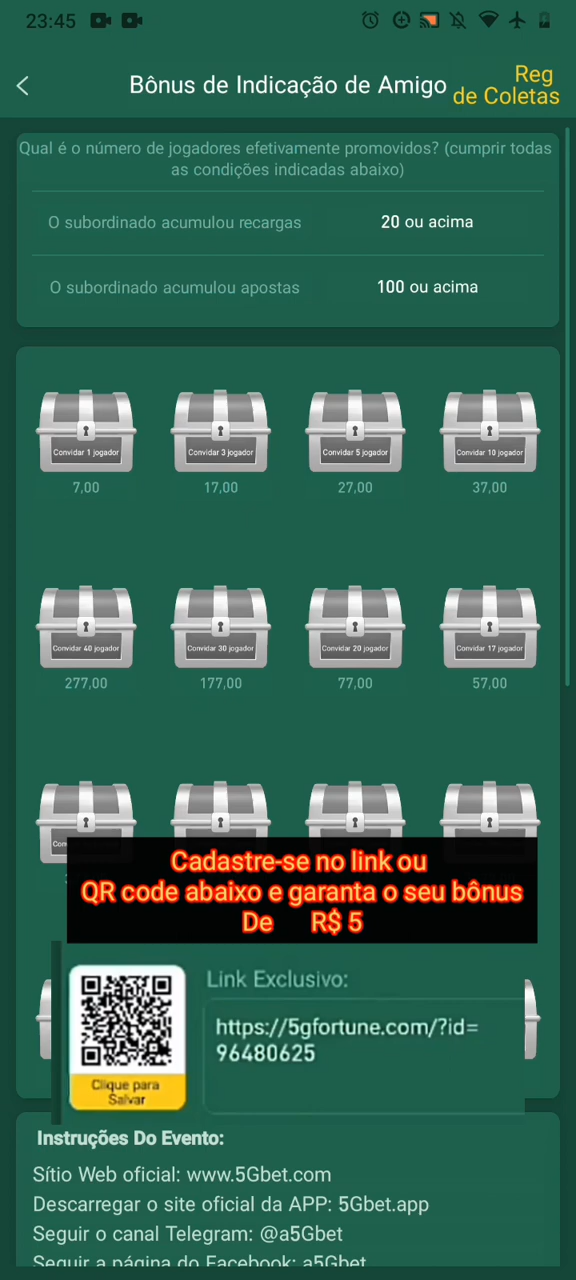 23:45
Bônus de Indicação de Amigo
Reg
de Coletas
Qual é o número de jogadores efetivamente promovidos? (cumprir todas
as condições indicadas abaixo)
O subordinado acumulou recargas 20 ou acima
O subordinado acumulou apostas 100 ou acima
Convidar 1 jogador Convidar 3 jogador Convidar 5 jogador Convidar 10 jogador
7,00 17,00 27,00 37,00
Convidar 40 jogador Convidar 30 jogador Convidar 20 jogador Convidar 17 jogador
277,00 177,00 77,00 57,00
Cadastre-se no link ou
QR code abaixo e garanta o seu bônus
De R$ 5
Link Exclusivo:
https://5gfortune.com/?id=
96480625
Clique para
Salvar
Instruções Do Evento:
Sítio Web oficial: www.5Gbet.com
Descarregar o site oficial da APP: 5Gbet.app
Seguir o canal Telegram: @a5Gbet
Seguir a página do Facebook: a5Gbet